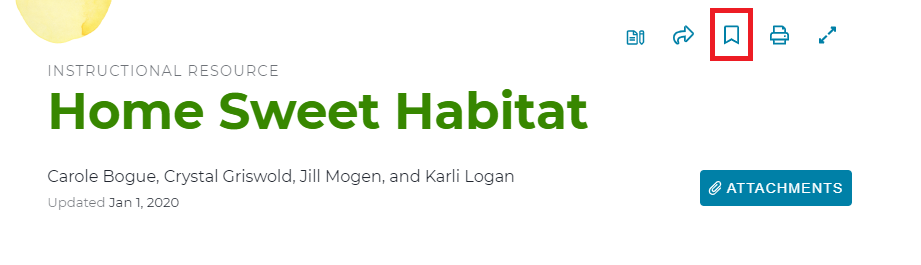 INSTRUCTIONAL RESOURCE
Home Sweet Habitat
Carole Bogue, Crystal Griswold, Jill Mogen, and Karli Logan
Updated Jan 1, 2020
ATTACHMENTS